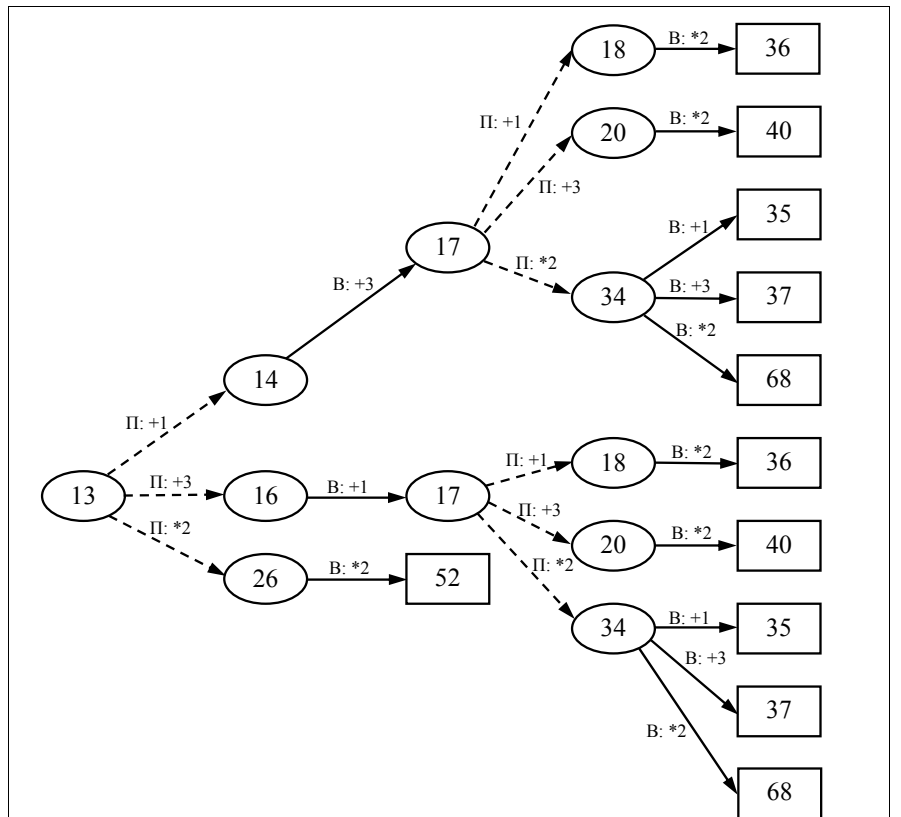 18 В: *2 36
П: +1
20 В: *2 40
П: +3
35
В: +1
17 П: *2
34 В: +3 37
В: +3
В: *2
68
14
П: +1
18 В: *2 36
П: +1
13 П: +3 16 В: +1 17
П: +3
П: *2
20 В: *2 40
П: *2
26 В: *2 52
34 В: +1 35
В: +3
37
В: *2
68